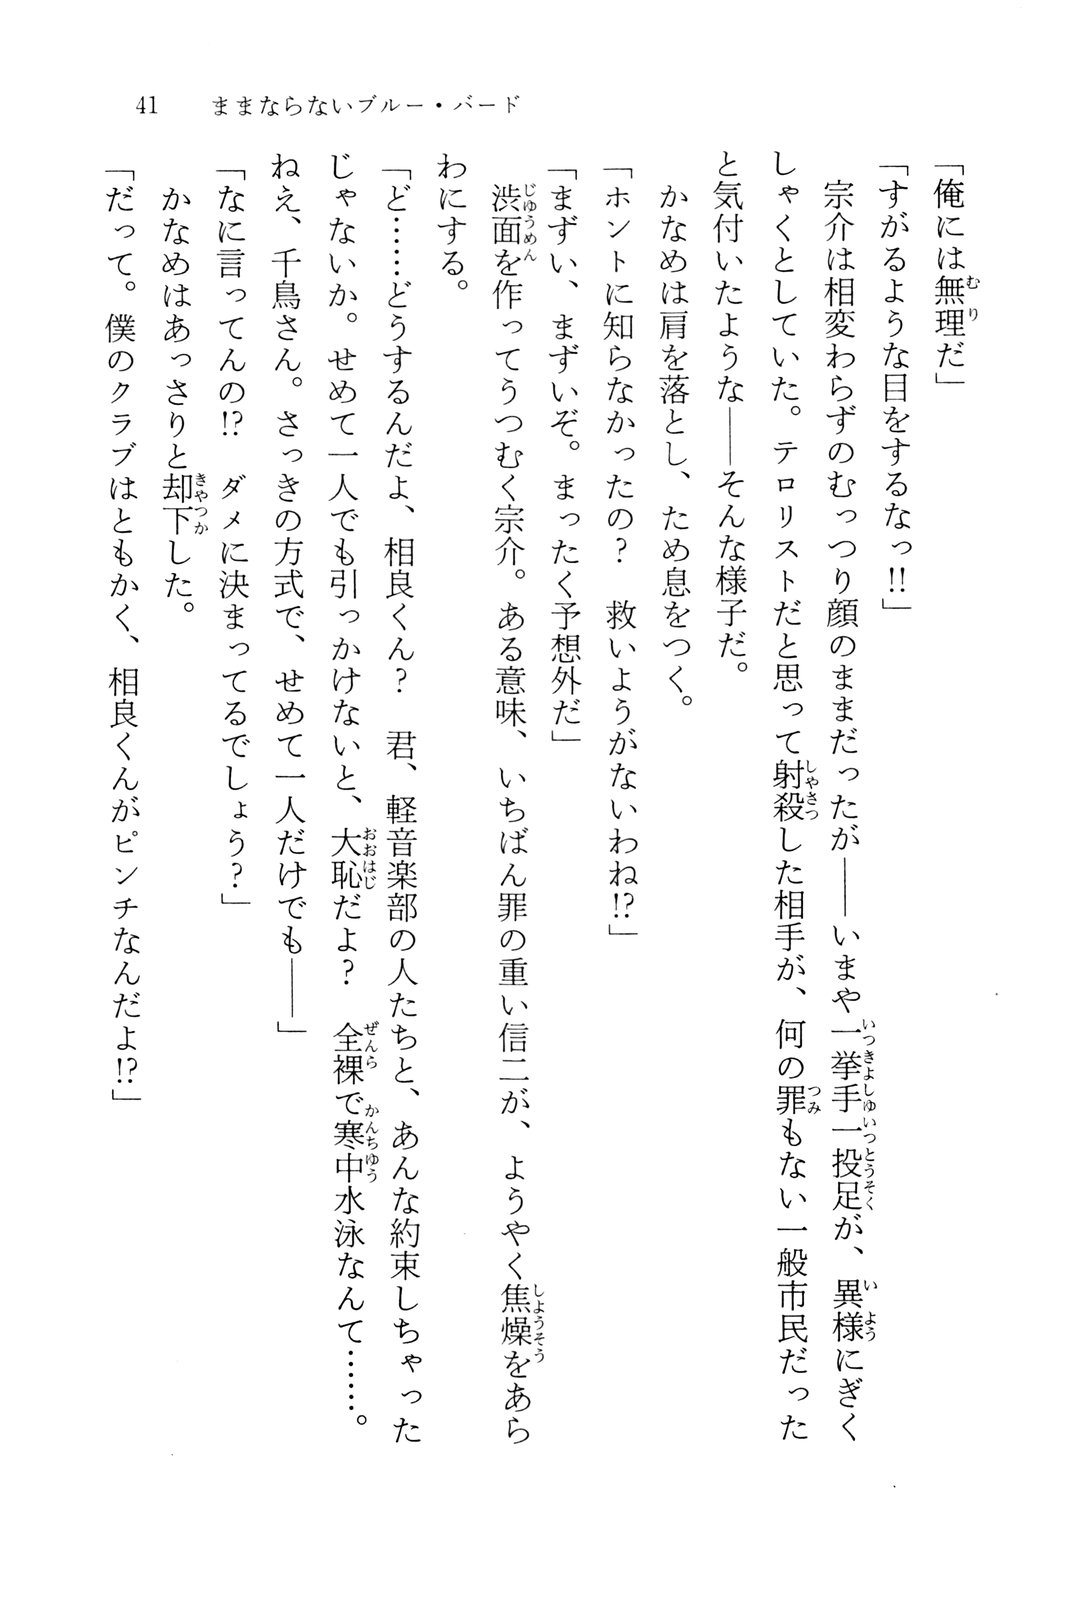 41　ままならないブルー・バード
「俺には無理だ」
「すがるような目をするなっ!!」
　宗介は相変わらずのむっつり顔のままだったが――いまや一挙手一投足が、異様にぎく
しゃくとしていた。テロリストだと思って射殺した相手が、何の罪もない一般市民だった
と気付いたような――そんな様子だ。
　かなめは肩を落とし、ため息をつく。
「ホントに知らなかったの？　救いようがないわね!?」
「まずい、まずいぞ。まったく予想外だ」
　渋面を作ってうつむく宗介。ある意味、いちばん罪の重い信二が、ようやく焦燥をあら
わにする。
「ど……どうするんだよ、相良くん？　君、軽音楽部の人たちと、あんな約束しちゃった
じゃないか。せめて一人でも引っかけないと、大恥だよ？　全裸で寒中水泳なんて……。
ねえ、千鳥さん。さっきの方式で、せめて一人だけでも――」
「なに言ってんの!?　ダメに決まってるでしょう？」
　かなめはあっさりと却下した。
「だって。僕のクラブはともかく、相良くんがピンチなんだよ!?」